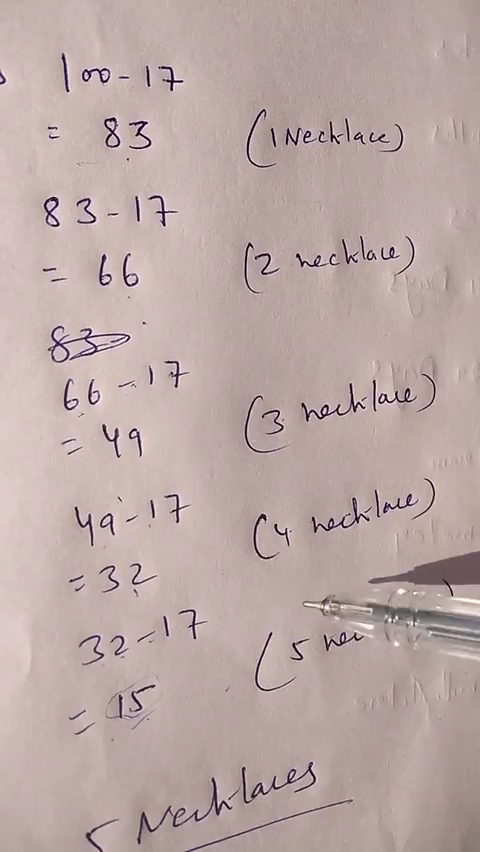 100-17
= 83 (1 Necklace)
83-17
= 66 (2 necklace)
83
66-17
= 49 (3 necklace)
49-17
= 32 (4 necklace)
32-17
= 15 (5
5 Necklaces